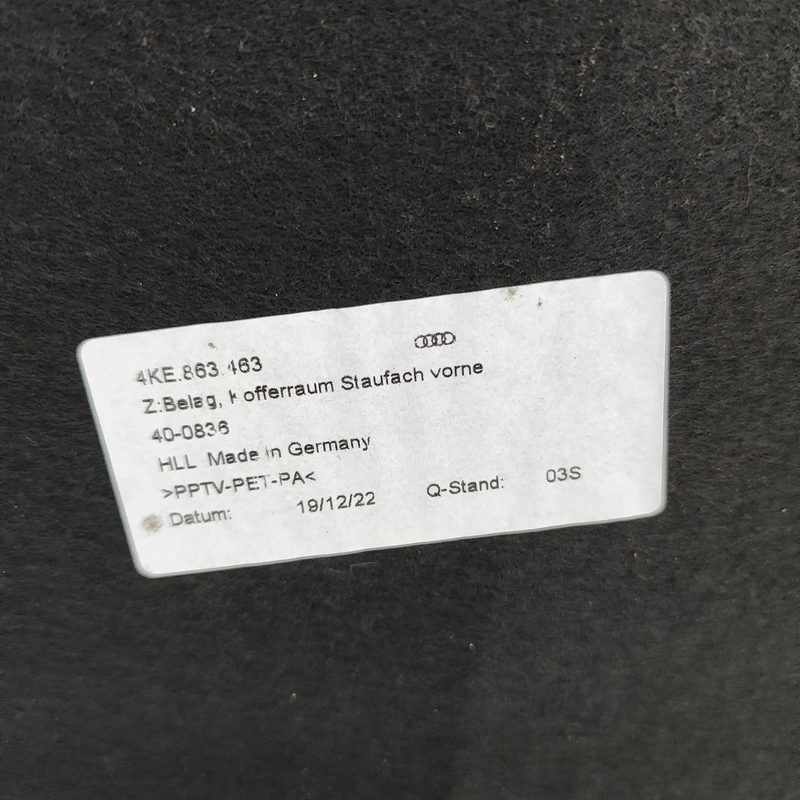 4KE.863.463
Z:Belag, Kofferraum Staufach vorne
40-0836
HLL Made in Germany
>PPTV-PET-PA<
Datum: 19/12/22 Q-Stand: 03S